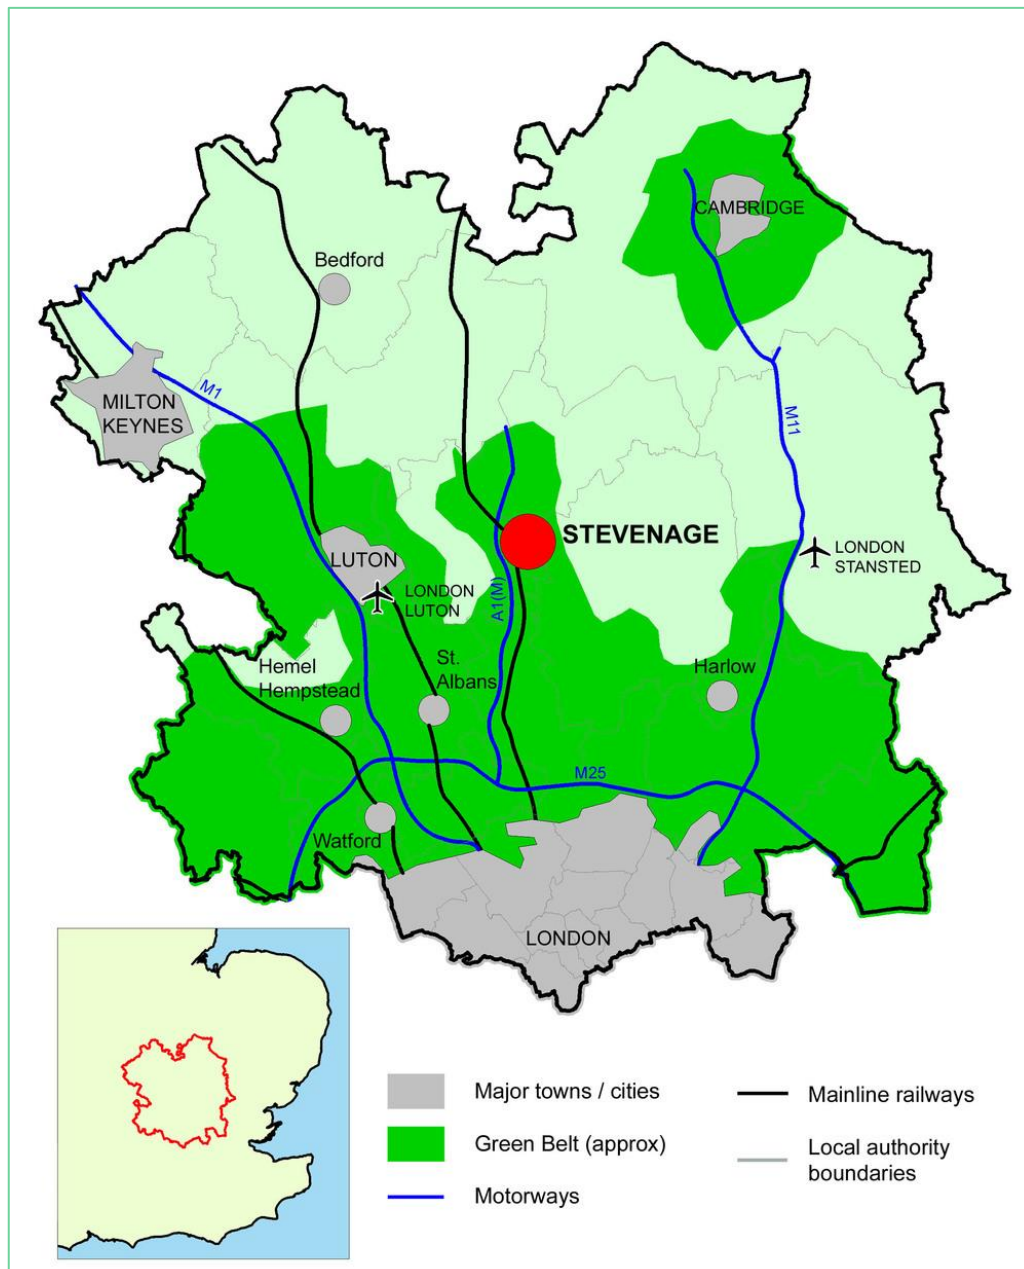 CAMBRIDGE
Bedford
M1
MILTON
KEYNES
M11
STEVENAGE
LUTON
LONDON
LUTON
A1(M)
LONDON
STANSTED
Hemel
Hempstead
St.
Albans
Harlow
M25
Watford
LONDON
Major towns / cities
Green Belt (approx)
Motorways
Mainline railways
Local authority
boundaries